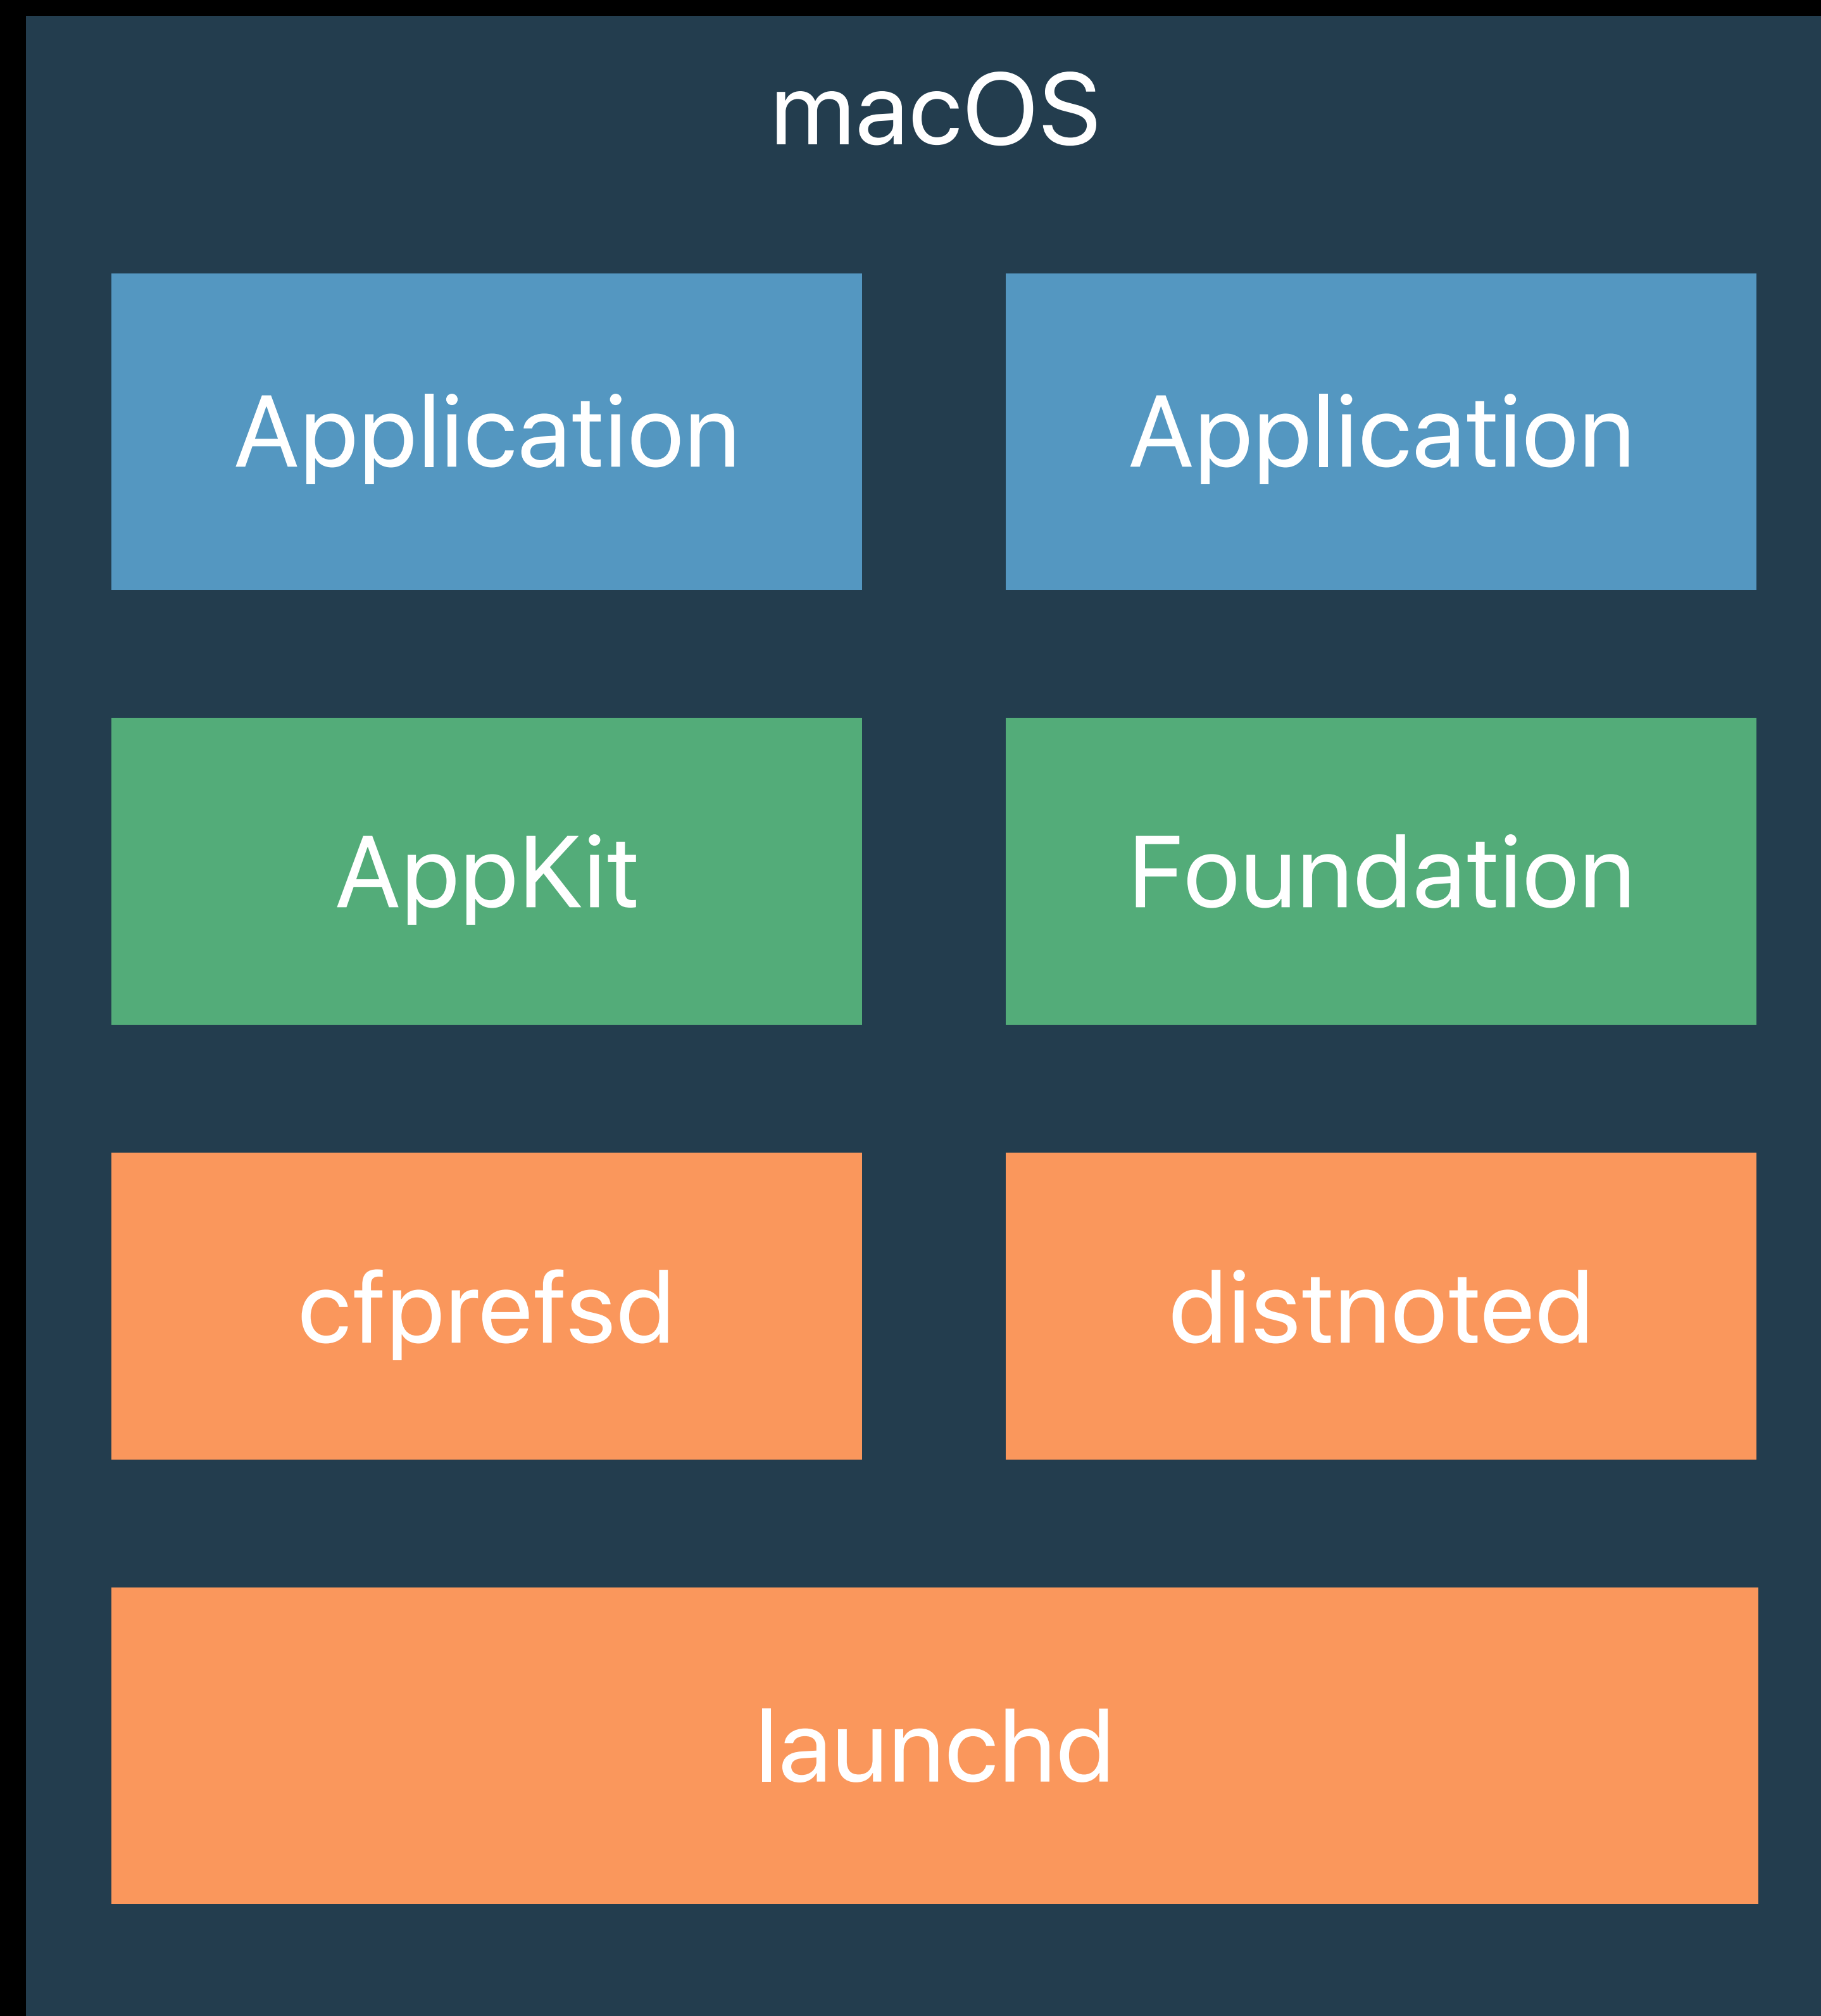 macOS
Application
Application
AppKit
Foundation
cfprefsd
distnoted
launchd